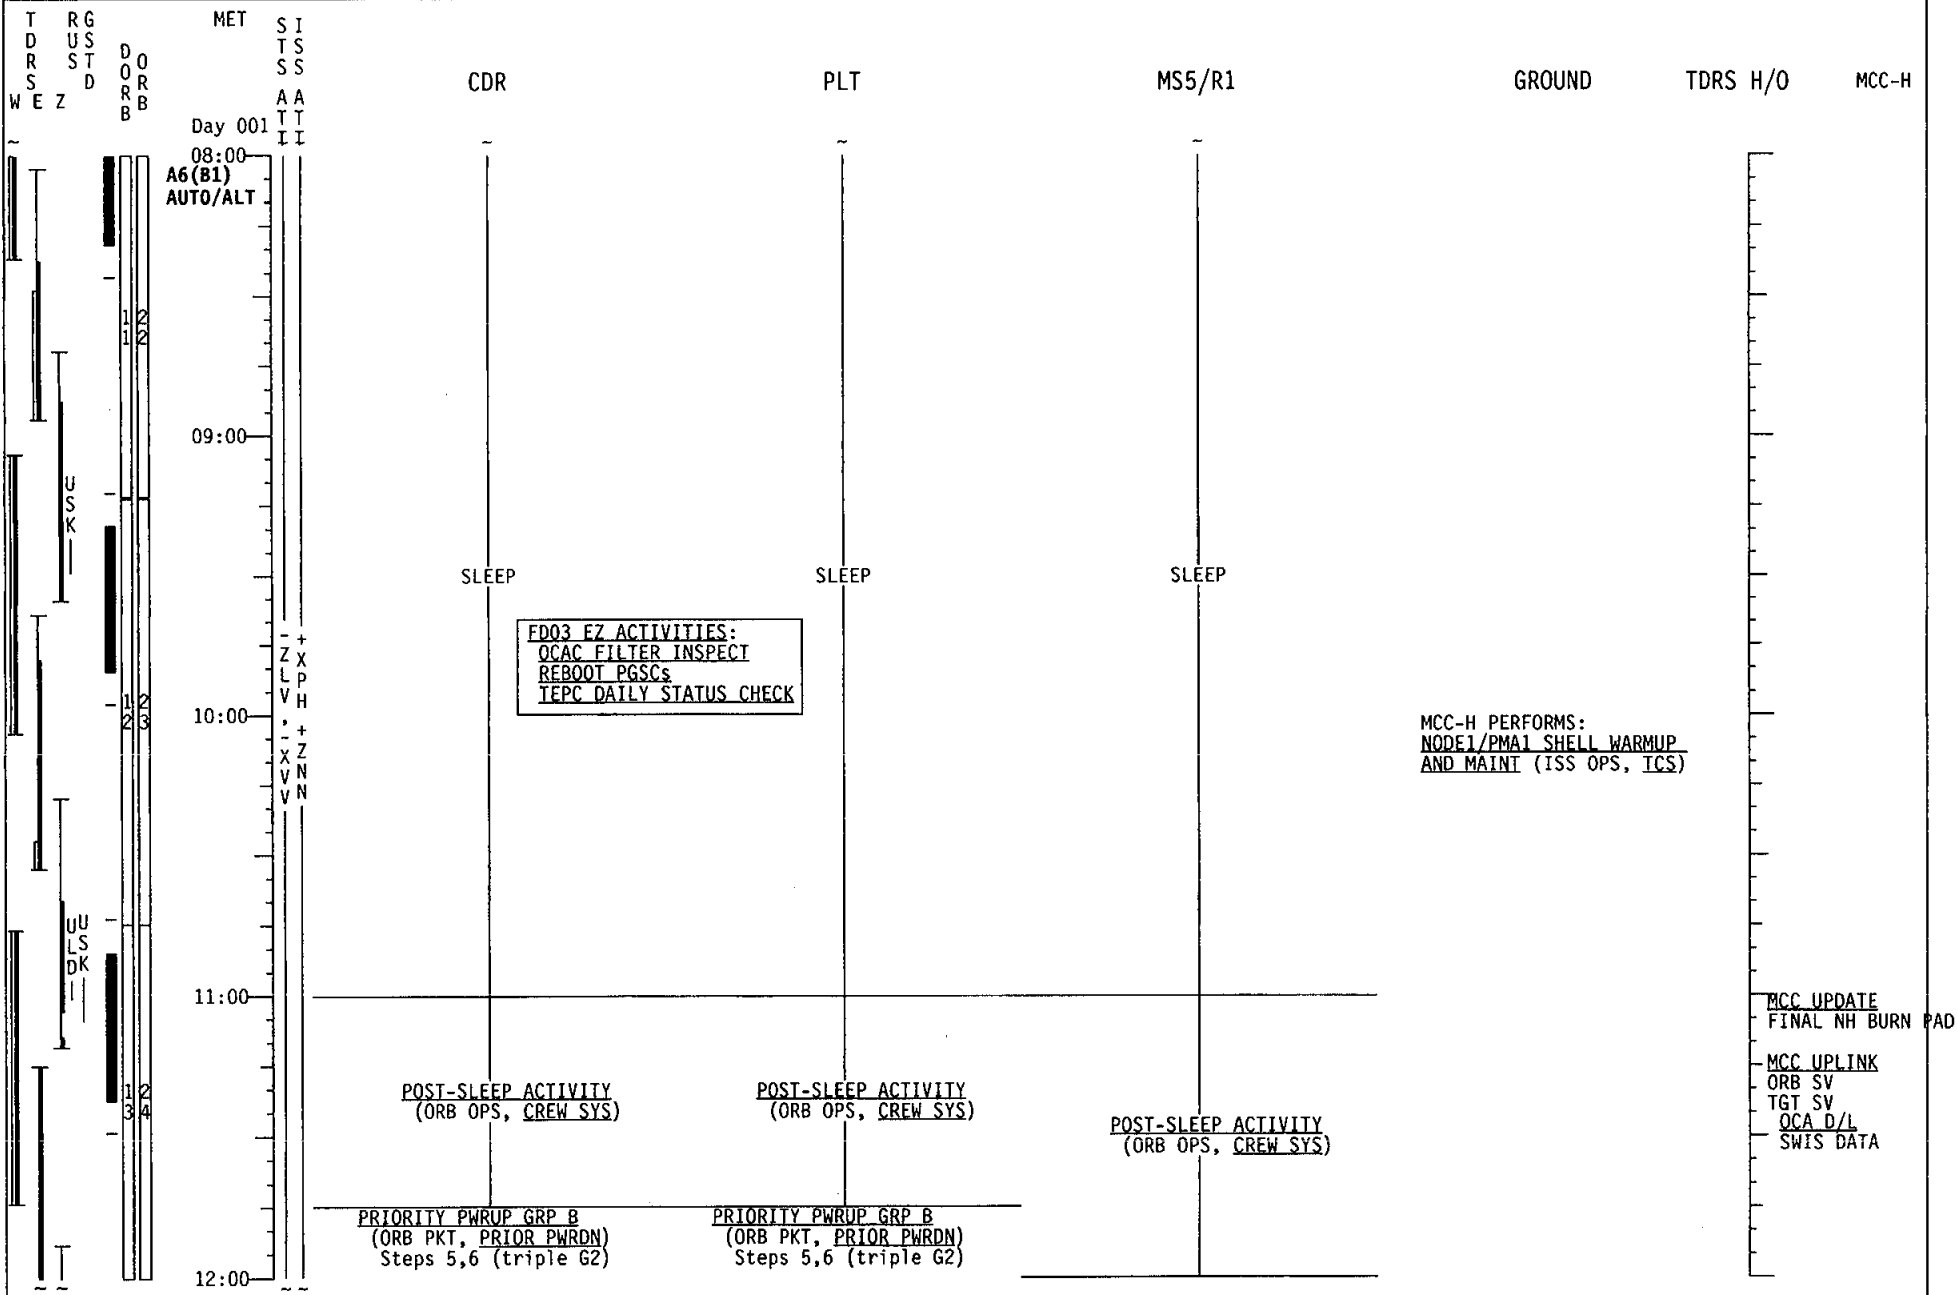 TDRS
W E Z
RUS
GSTD
DORB
ORB
MET
STS ATT
ISS ATT
CDR
PLT
MS5/R1
GROUND
TDRS H/O
MCC-H
Day 001
08:00
A6(B1)
AUTO/ALT
11
22
09:00
USK
SLEEP
SLEEP
SLEEP
-ZLV,-XVV
+XPH +ZNN
FD03 EZ ACTIVITIES:
OCAC FILTER INSPECT
REBOOT PGSCs
TEPC DAILY STATUS CHECK
12
23
10:00
MCC-H PERFORMS:
NODE1/PMA1 SHELL WARMUP
AND MAINT (ISS OPS, TCS)
ULD
USK
11:00
MCC UPDATE
FINAL NH BURN PAD
MCC UPLINK
ORB SV
TGT SV
OCA D/L
SWIS DATA
13
24
POST-SLEEP ACTIVITY
(ORB OPS, CREW SYS)
POST-SLEEP ACTIVITY
(ORB OPS, CREW SYS)
POST-SLEEP ACTIVITY
(ORB OPS, CREW SYS)
PRIORITY PWRUP GRP B
(ORB PKT, PRIOR PWRDN)
Steps 5,6 (triple G2)
PRIORITY PWRUP GRP B
(ORB PKT, PRIOR PWRDN)
Steps 5,6 (triple G2)
12:00